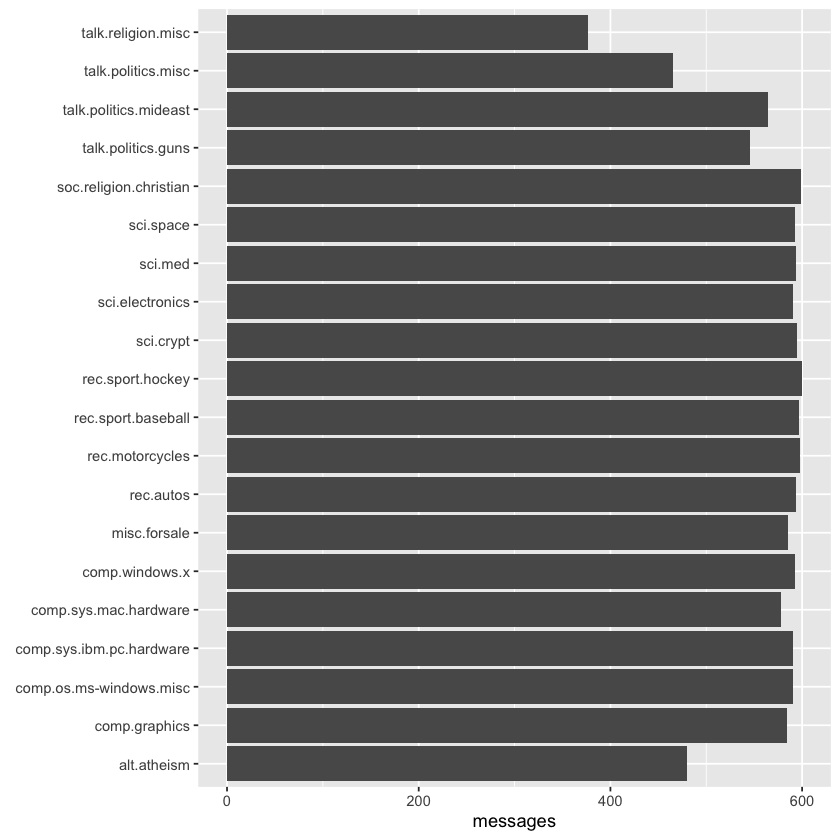 talk.religion.misc
talk.politics.misc
talk.politics.mideast
talk.politics.guns
soc.religion.christian
sci.space
sci.med
sci.electronics
sci.crypt
rec.sport.hockey
rec.sport.baseball
rec.motorcycles
rec.autos
misc.forsale
comp.windows.x
comp.sys.mac.hardware
comp.sys.ibm.pc.hardware
comp.os.ms-windows.misc
comp.graphics
alt.atheism
0 200 400 600
messages